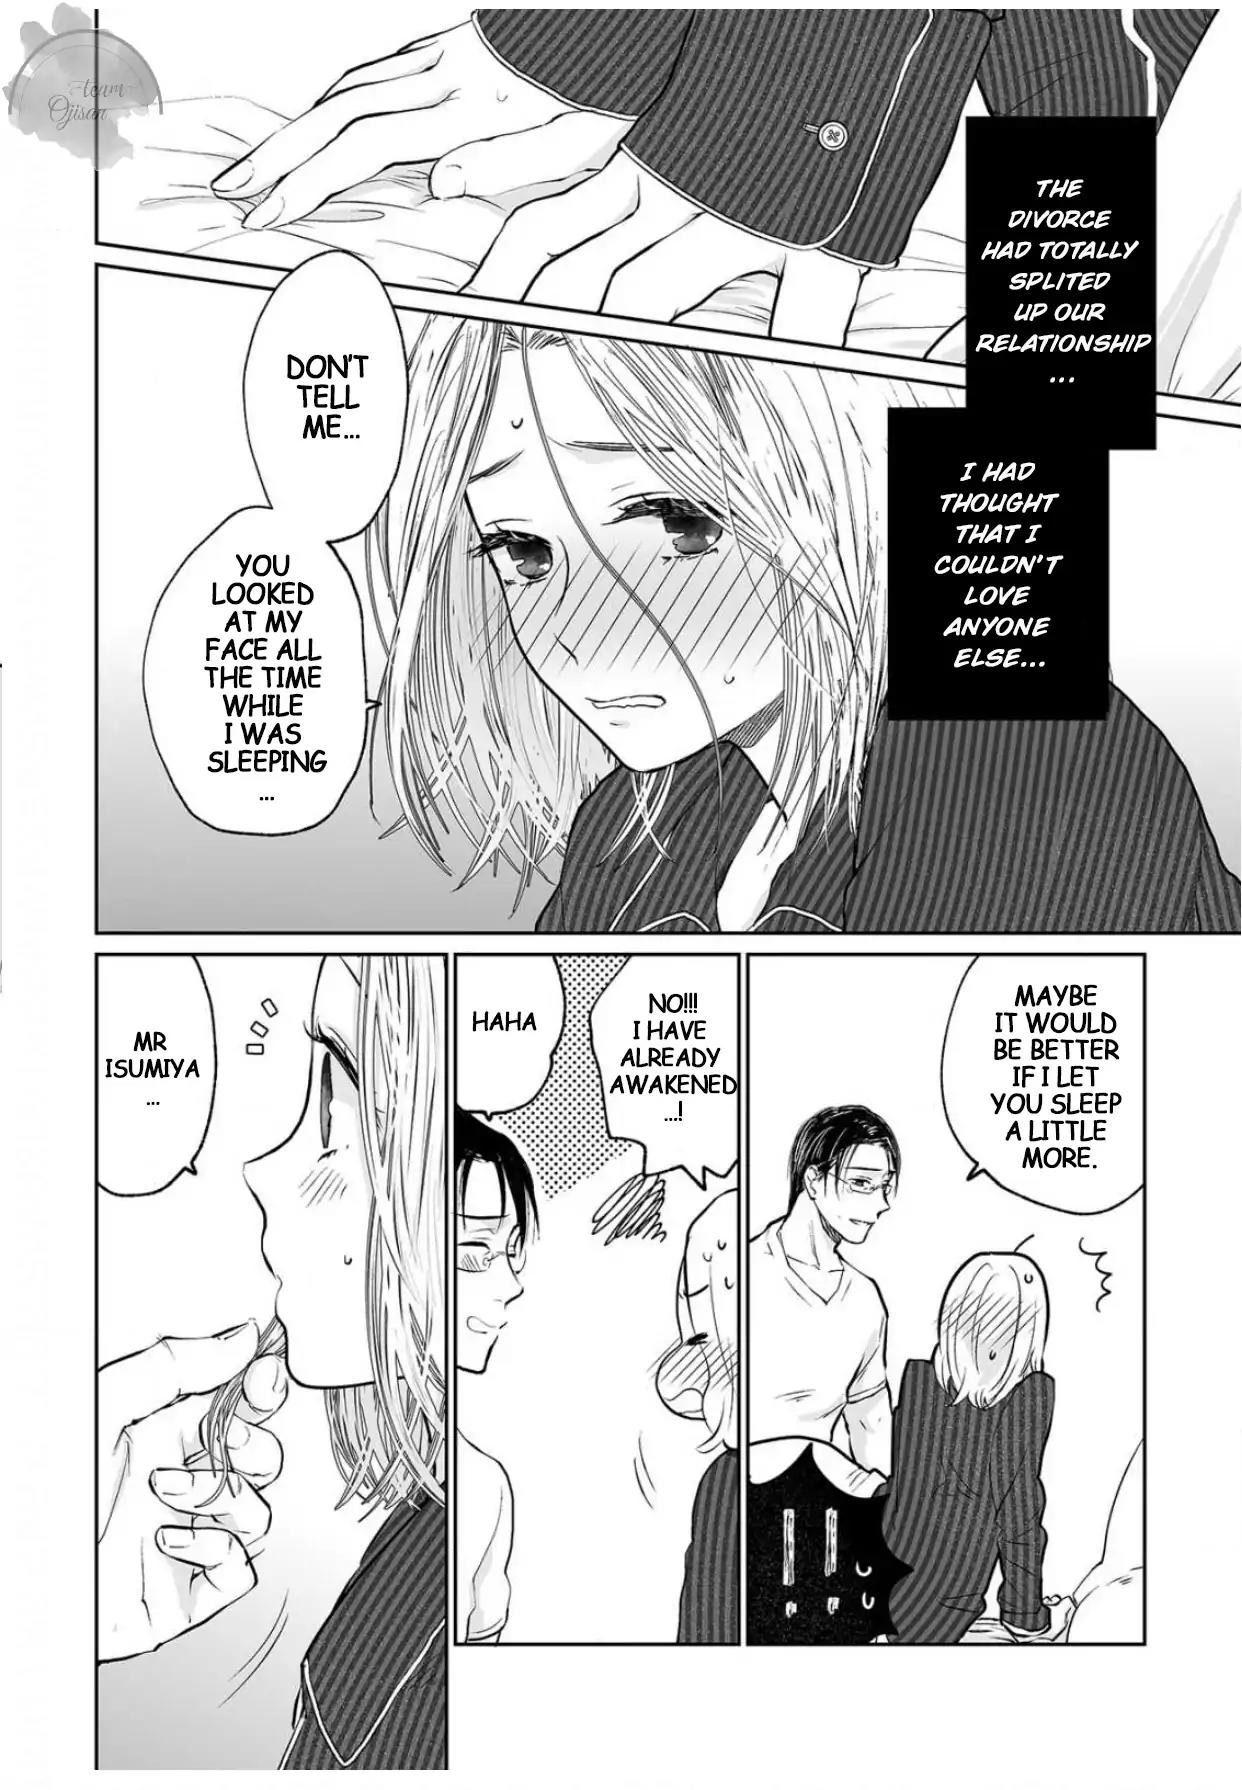 team
Ojisan
THE
DIVORCE
HAD TOTALLY
SPLITED
UP OUR
RELATIONSHIP
...
I HAD
THOUGHT
THAT I
COULDN'T
LOVE
ANYONE
ELSE...
DON'T
TELL
ME...
YOU
LOOKED
AT MY
FACE ALL
THE TIME
WHILE
I WAS
SLEEPING
...
MAYBE
IT WOULD
BE BETTER
IF I LET
YOU SLEEP
A LITTLE
MORE.
!!
NO!!!
I HAVE
ALREADY
AWAKENED
...!
HAHA
MR
ISUMIYA
...